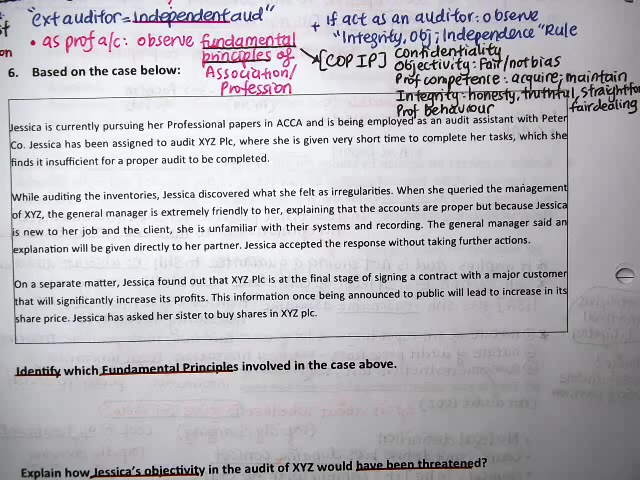 "ext auditor = independent aud"
+ if act as an auditor: observe
"Integrity, Obj; Independence" Rule
• as prof a/c: observe fundamental
principles of
Association/
Profession
[COPIP] confidentiality
Objectivity: Fair/not bias
Prof competence: acquire; maintain
Integrity: honesty, truthful, straightfor
fair dealing
Prof Behaviour
6. Based on the case below:
Jessica is currently pursuing her Professional papers in ACCA and is being employed as an audit assistant with Peter
Co. Jessica has been assigned to audit XYZ Plc, where she is given very short time to complete her tasks, which she
finds it insufficient for a proper audit to be completed.
While auditing the inventories, Jessica discovered what she felt as irregularities. When she queried the management
of XYZ, the general manager is extremely friendly to her, explaining that the accounts are proper but because Jessica
is new to her job and the client, she is unfamiliar with their systems and recording. The general manager said an
explanation will be given directly to her partner. Jessica accepted the response without taking further actions.
On a separate matter, Jessica found out that XYZ Plc is at the final stage of signing a contract with a major customer
that will significantly increase its profits. This information once being announced to public will lead to increase in its
share price. Jessica has asked her sister to buy shares in XYZ plc.
Identify which Fundamental Principles involved in the case above.
Explain how Jessica's objectivity in the audit of XYZ would have been threatened?